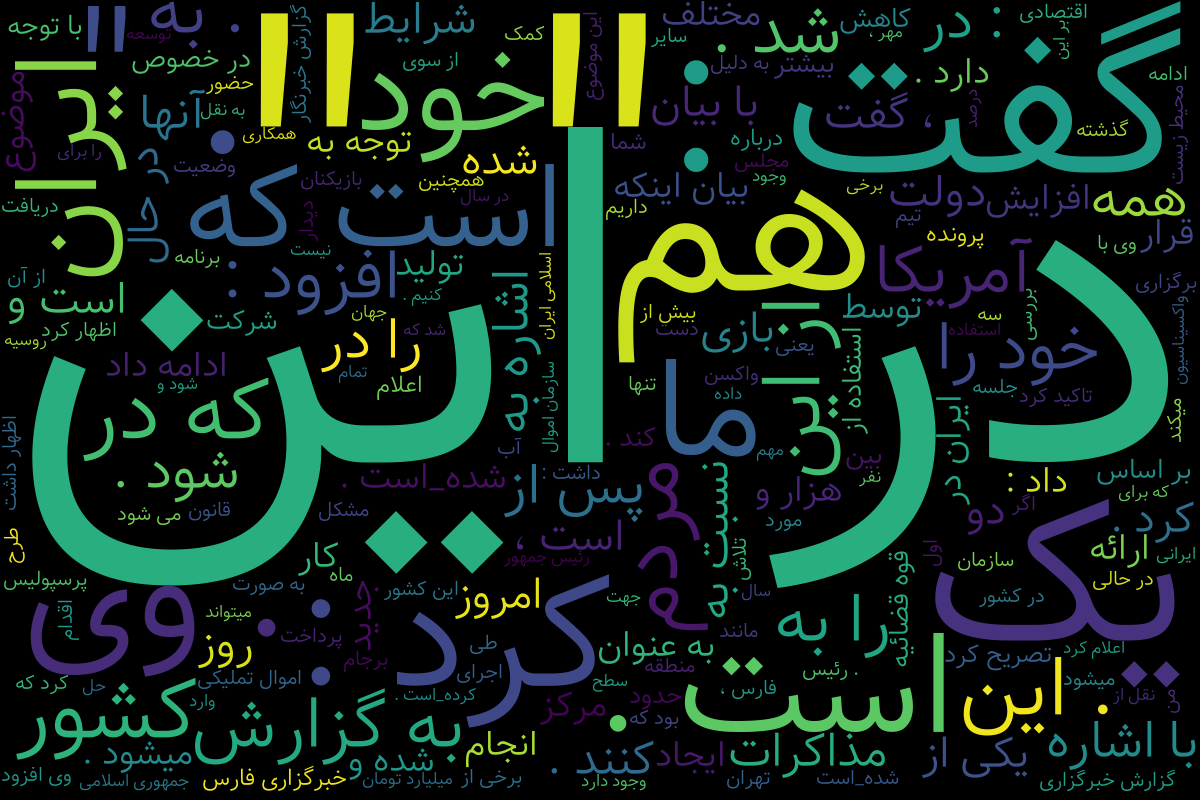 با توجه
توسعه
. به
گزارش خبرنگار
"
خود
"
شرایط
از سوی
کمک
این موضوع
سایر
مختلف
شد .
کاهش
مهر ،
: در
اقتصادی
بر این
ادامه
ایران
موضوع
در خصوص
حضور
به نقل
آنها
همکاری
را برای
وضعیت
توجه به
شده
همچنین
در سال
با بیان
بیشتر
به دلیل
دارد .
درصد
گفت :
، گفت
گذشته
محیط زیست
شما
درباره
مجلس
وجود
بیان اینکه
برخی
دولت
افزایش
همه
تیم
پرونده
وی با
قرار
دریافت
در حال
است که
بازیکنان
دیدار
نیست
داریم
هم
آمریکا
برنامه
افزود :
تولید
کنیم .
اشاره به
اسلامی ایران
از آن
برگزاری
است و
شرکت
جهان
شد که
بیش از
دست
بازی
یعنی
از این
توسط
استفاده از
سه
استفاده
بررسی
واکسیناسیون
اظهار کرد
روسیه
این
در
ادامه داد
شود و
را در
تمام
اعلام
سازمان اموال
تنها
ما
واکسن
داده
مهم
خود را
جلسه
تاکید کرد
میکند
ایران در
که در
آب
کند .
بین
نفر
اظهار داشت
شود .
شده_است .
داشت :
پس از
مردم
نسبت به
هزار و
داد :
بر اساس
که برای
اگر
دو
کرد .
می شود
قانون
مشکل
است ،
مورد
تلاش
طرح
کار
ماه
رئیس جمهور
قوه قضائیه
اول
یک
سازمان
ارائه
ایرانی
در حالی
پرسپولیس
به صورت
جدید
این کشور
امروز
جهت
سال
در کشور
وی :
اقدام
میتواند
پرداخت
کرد :
طی
به عنوان
مانند
را به
روز
برجام
اجرای
منطقه
رئیس .
تصریح کرد
اعلام کرد
کرد که
حل
اموال تملیکی
وارد
کرده_است .
سطح
حدود
است .
فارس ،
این .
میشود
نقل از
من
کشور
به گزارش
مرکز
بود که
میشود .
شده و
انجام
کنند .
ایجاد
مذاکرات
یکی از
با اشاره
وی افزود
جمهوری اسلامی
خبرگزاری فارس
میلیارد تومان
برخی از
وجود دارد
تهران
شده_است
گزارش خبرگزاری